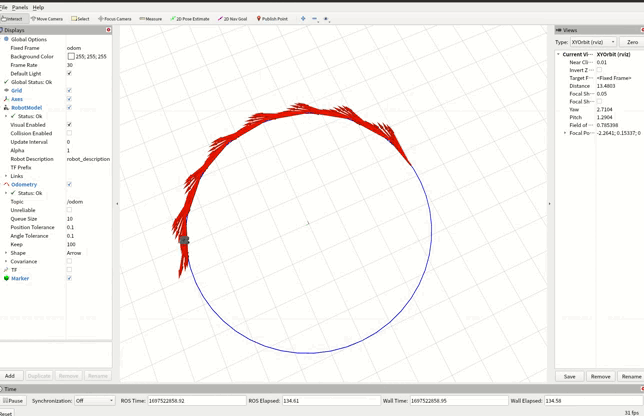 File Panels Help
Interact Move Camera Select Focus Camera Measure 2D Pose Estimate 2D Nav Goal Publish Point
Displays
Global Options
Fixed Frame odom
Background Color 255; 255; 255
Frame Rate 30
Default Light
Global Status: Ok
Grid
Axes
RobotModel
Status: Ok
Visual Enabled
Collision Enabled
Update Interval 0
Alpha 1
Robot Description robot_description
TF Prefix
Links
Odometry
Status: Ok
Topic /odom
Unreliable
Queue Size 10
Position Tolerance 0.1
Angle Tolerance 0.1
Keep 100
Shape Arrow
Covariance
TF
Marker
Add Duplicate Remove Rename
Views
Type: XYOrbit (rviz) Zero
Current Vi··· XYOrbit (rviz)
Near Cli··· 0.01
Invert Z···
Target Fr··· <Fixed Frame>
Distance 13.4803
Focal Sh··· 0.05
Focal Sh···
Yaw 2.7104
Pitch 1.2904
Field of ··· 0.785398
Focal Po··· -2.2641; 0.15337; 0
Save Remove Rename
Time
Pause Synchronization: Off ROS Time: 1697522858.92 ROS Elapsed: 134.61 Wall Time: 1697522858.95 Wall Elapsed: 134.58
Reset 31 fps